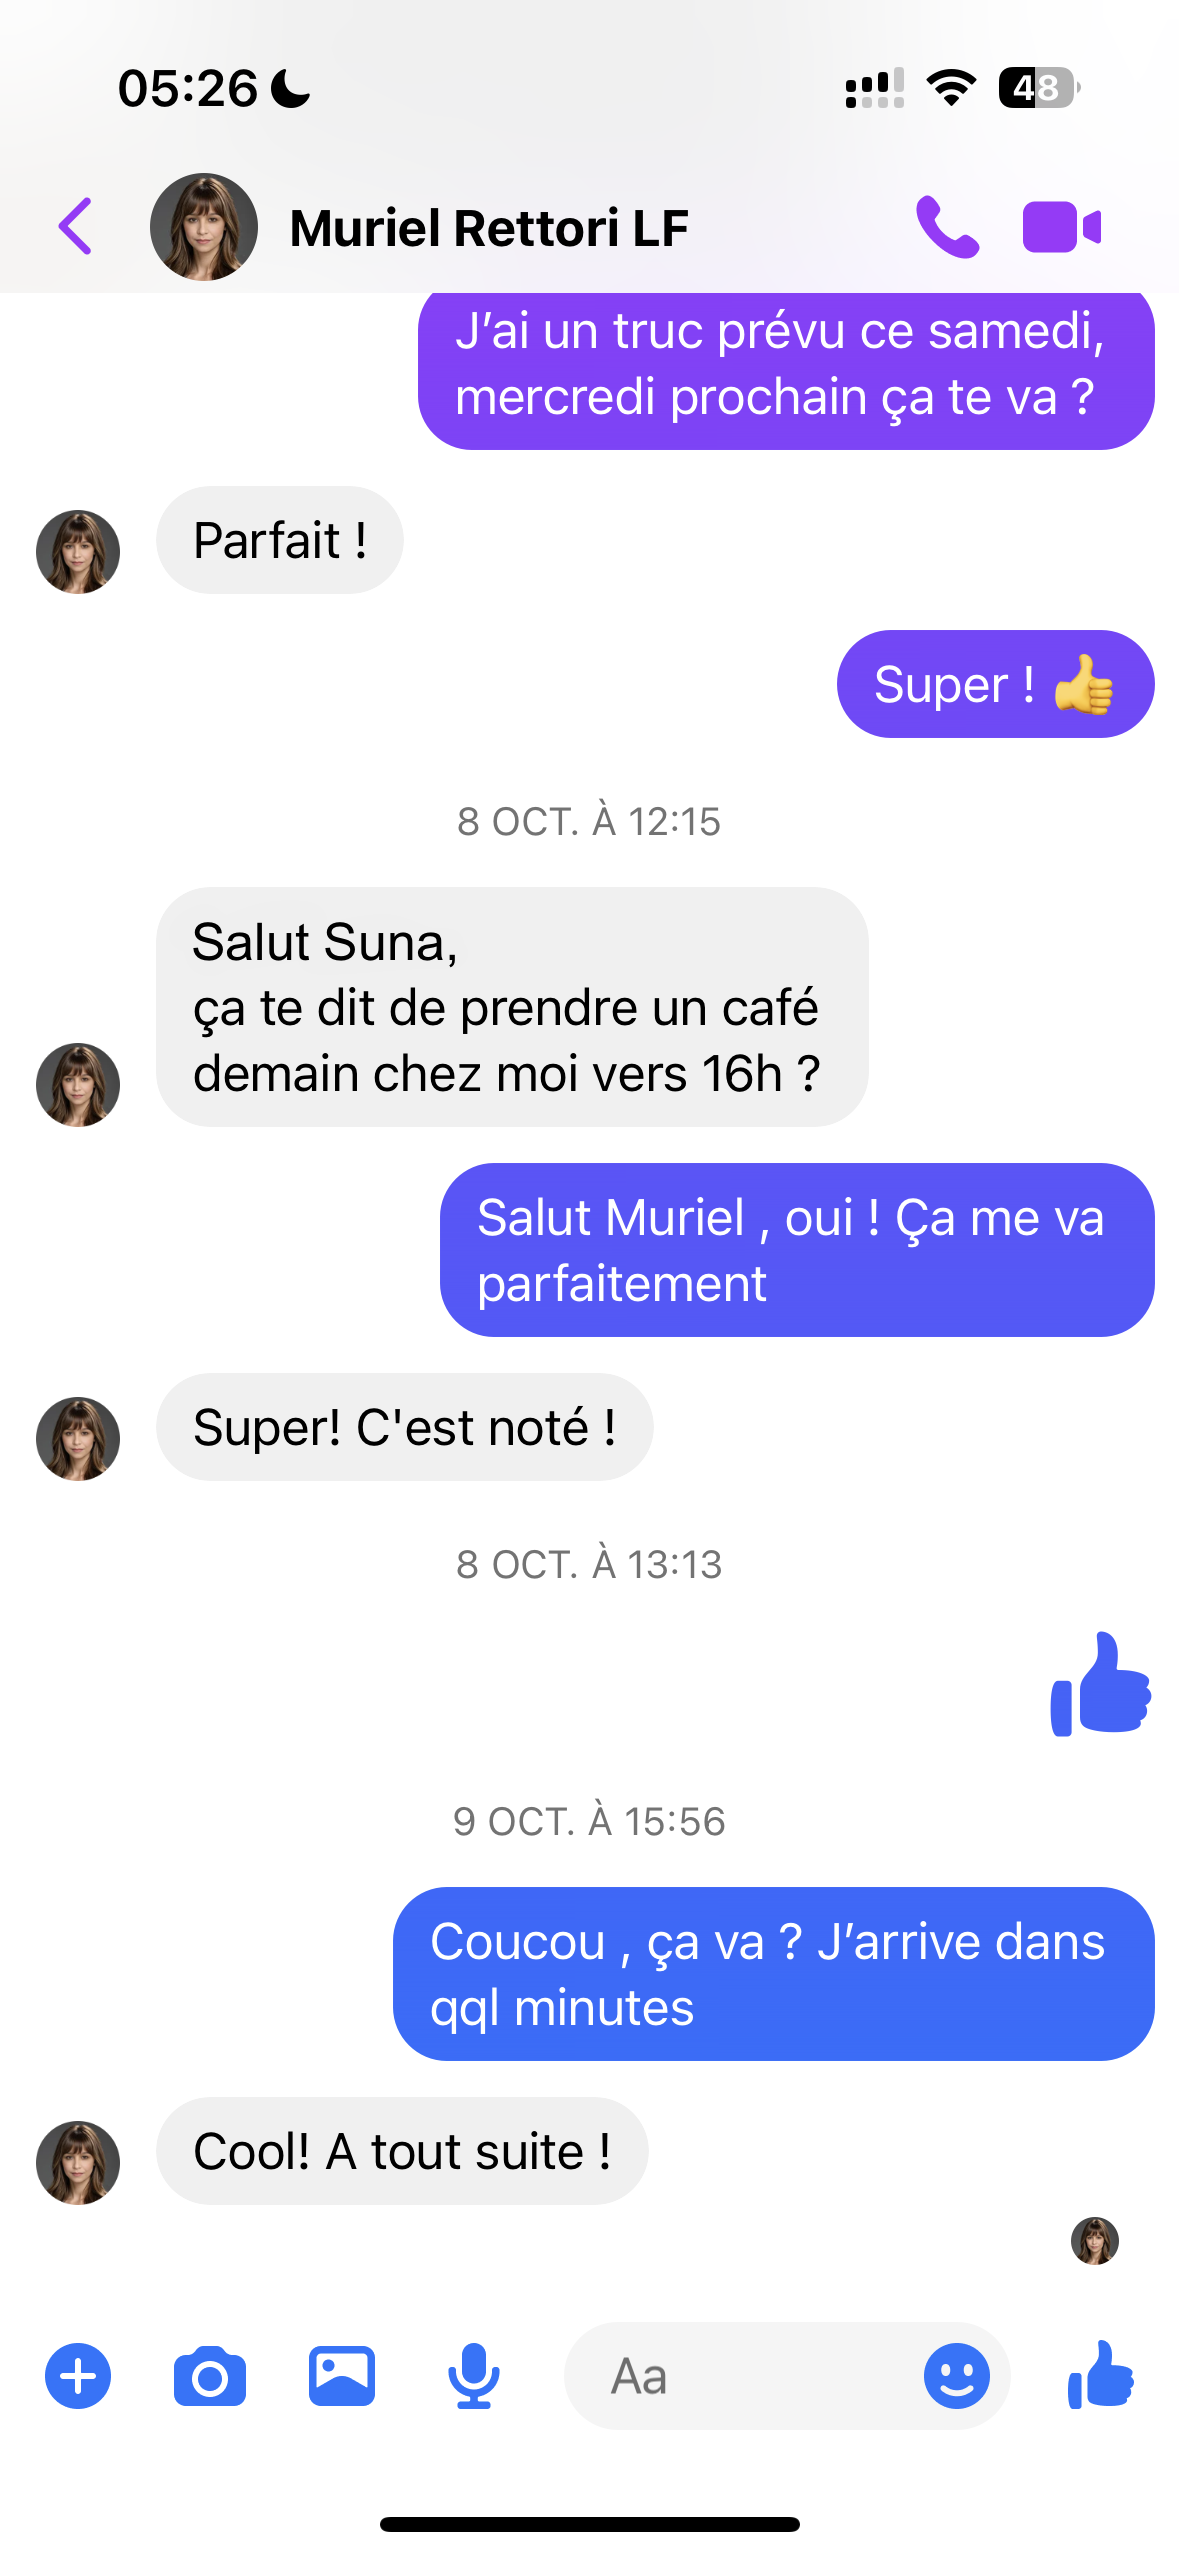 05:26
48
Muriel Rettori LF
J’ai un truc prévu ce samedi,
mercredi prochain ça te va ?
Parfait !
Super ! 👍
8 OCT. À 12:15
Salut Suna,
ça te dit de prendre un café
demain chez moi vers 16h ?
Salut Muriel , oui ! Ça me va
parfaitement
Super! C'est noté !
8 OCT. À 13:13
9 OCT. À 15:56
Coucou , ça va ? J’arrive dans
qql minutes
Cool! A tout suite !
Aa